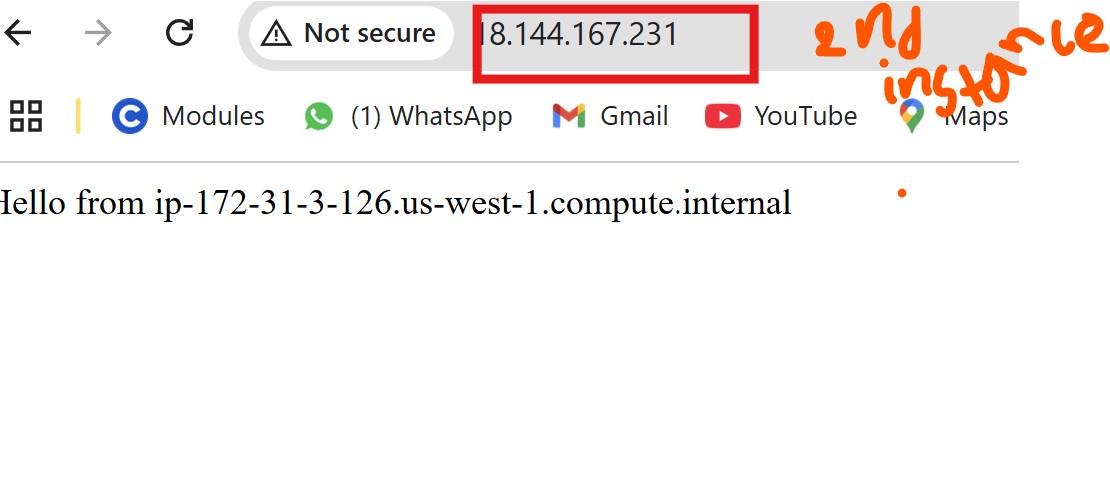 Not secure 18.144.167.231 2nd
instance
Modules (1) WhatsApp Gmail YouTube Maps
Hello from ip-172-31-3-126.us-west-1.compute.internal